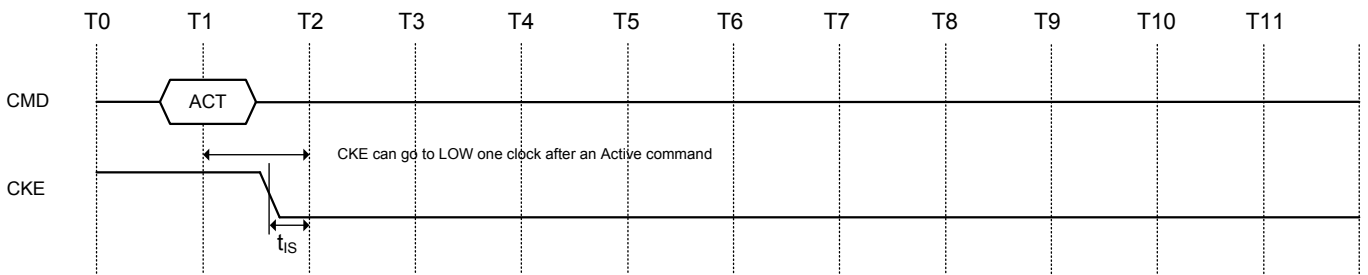 T0 T1 T2 T3 T4 T5 T6 T7 T8 T9 T10 T11
CMD ACT
CKE can go to LOW one clock after an Active command
CKE
tIS